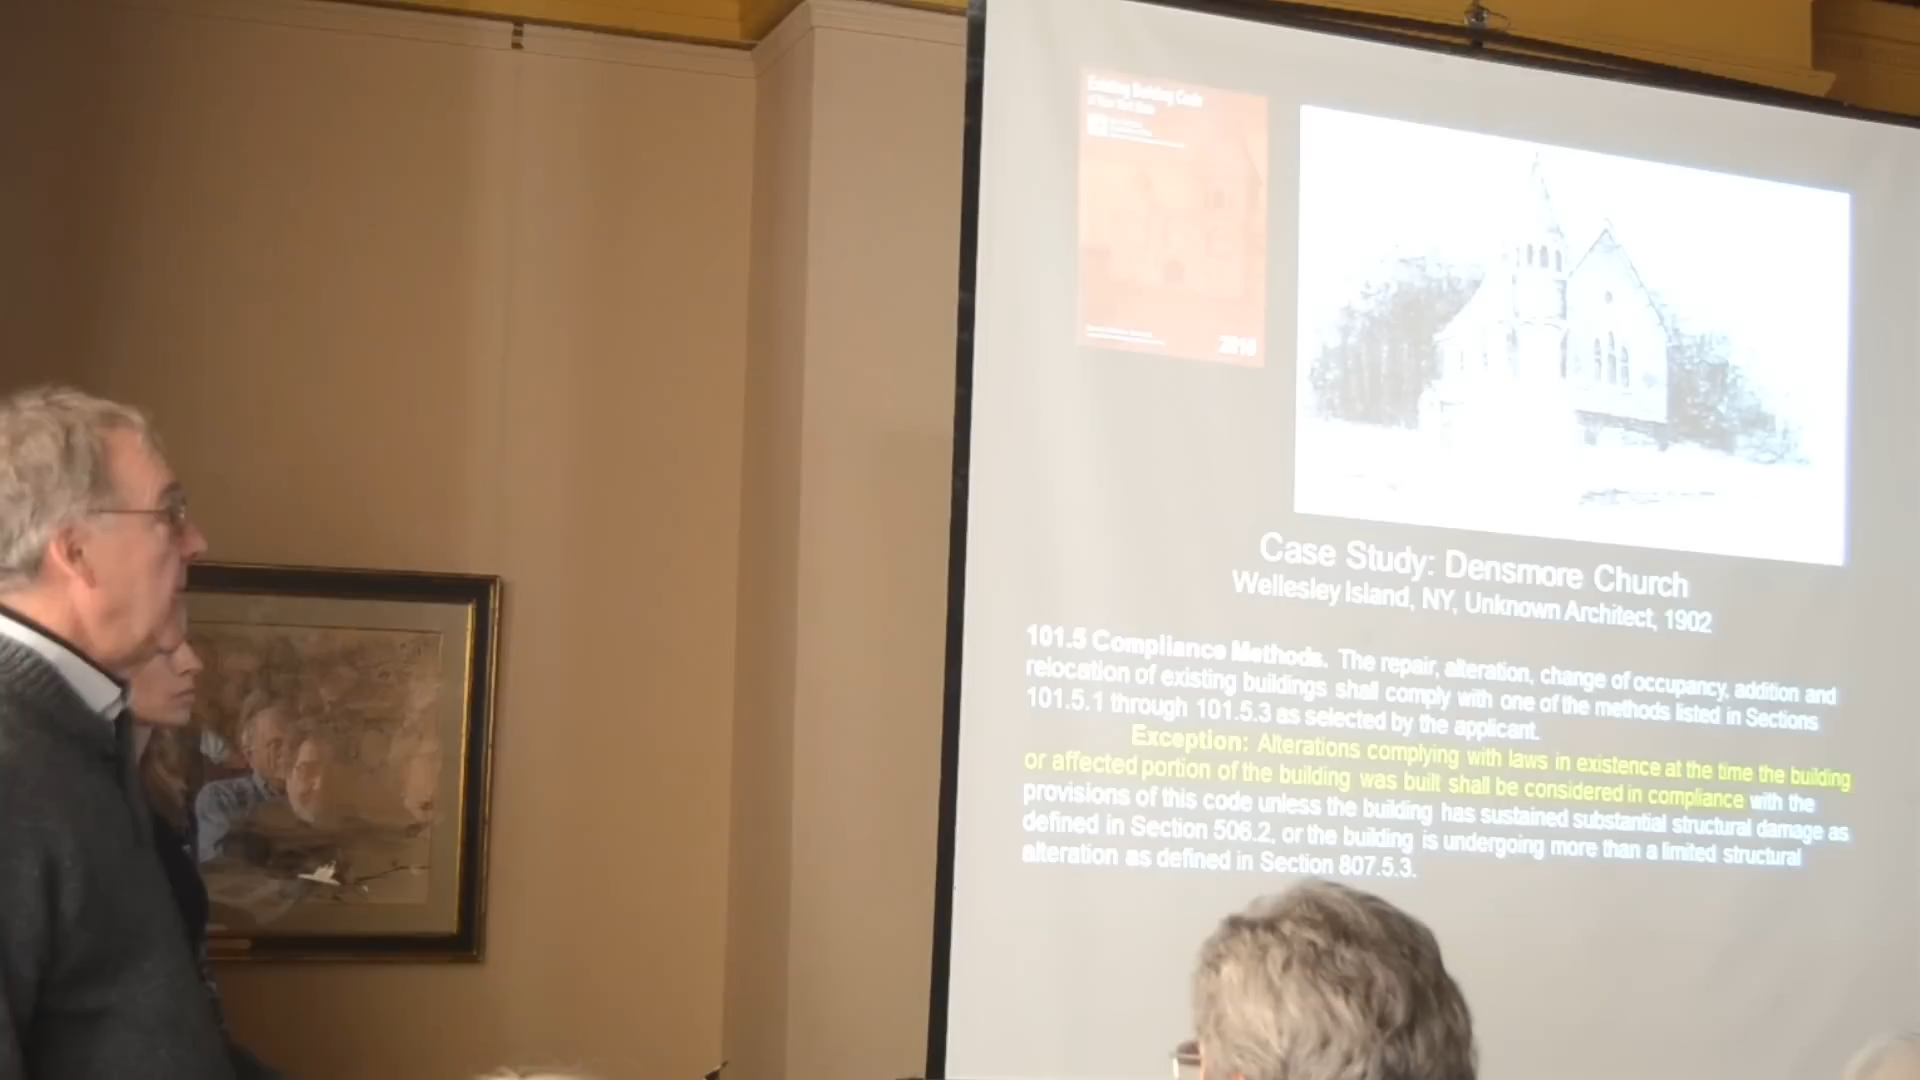 Existing Building Code
of New York State
2010
Case Study: Densmore Church
Wellesley Island, NY, Unknown Architect, 1902
101.5 Compliance Methods. The repair, alteration, change of occupancy, addition and
relocation of existing buildings shall comply with one of the methods listed in Sections
101.5.1 through 101.5.3 as selected by the applicant.
Exception: Alterations complying with laws in existence at the time the building
or affected portion of the building was built shall be considered in compliance with the
provisions of this code unless the building has sustained substantial structural damage as
defined in Section 506.2, or the building is undergoing more than a limited structural
alteration as defined in Section 807.5.3.